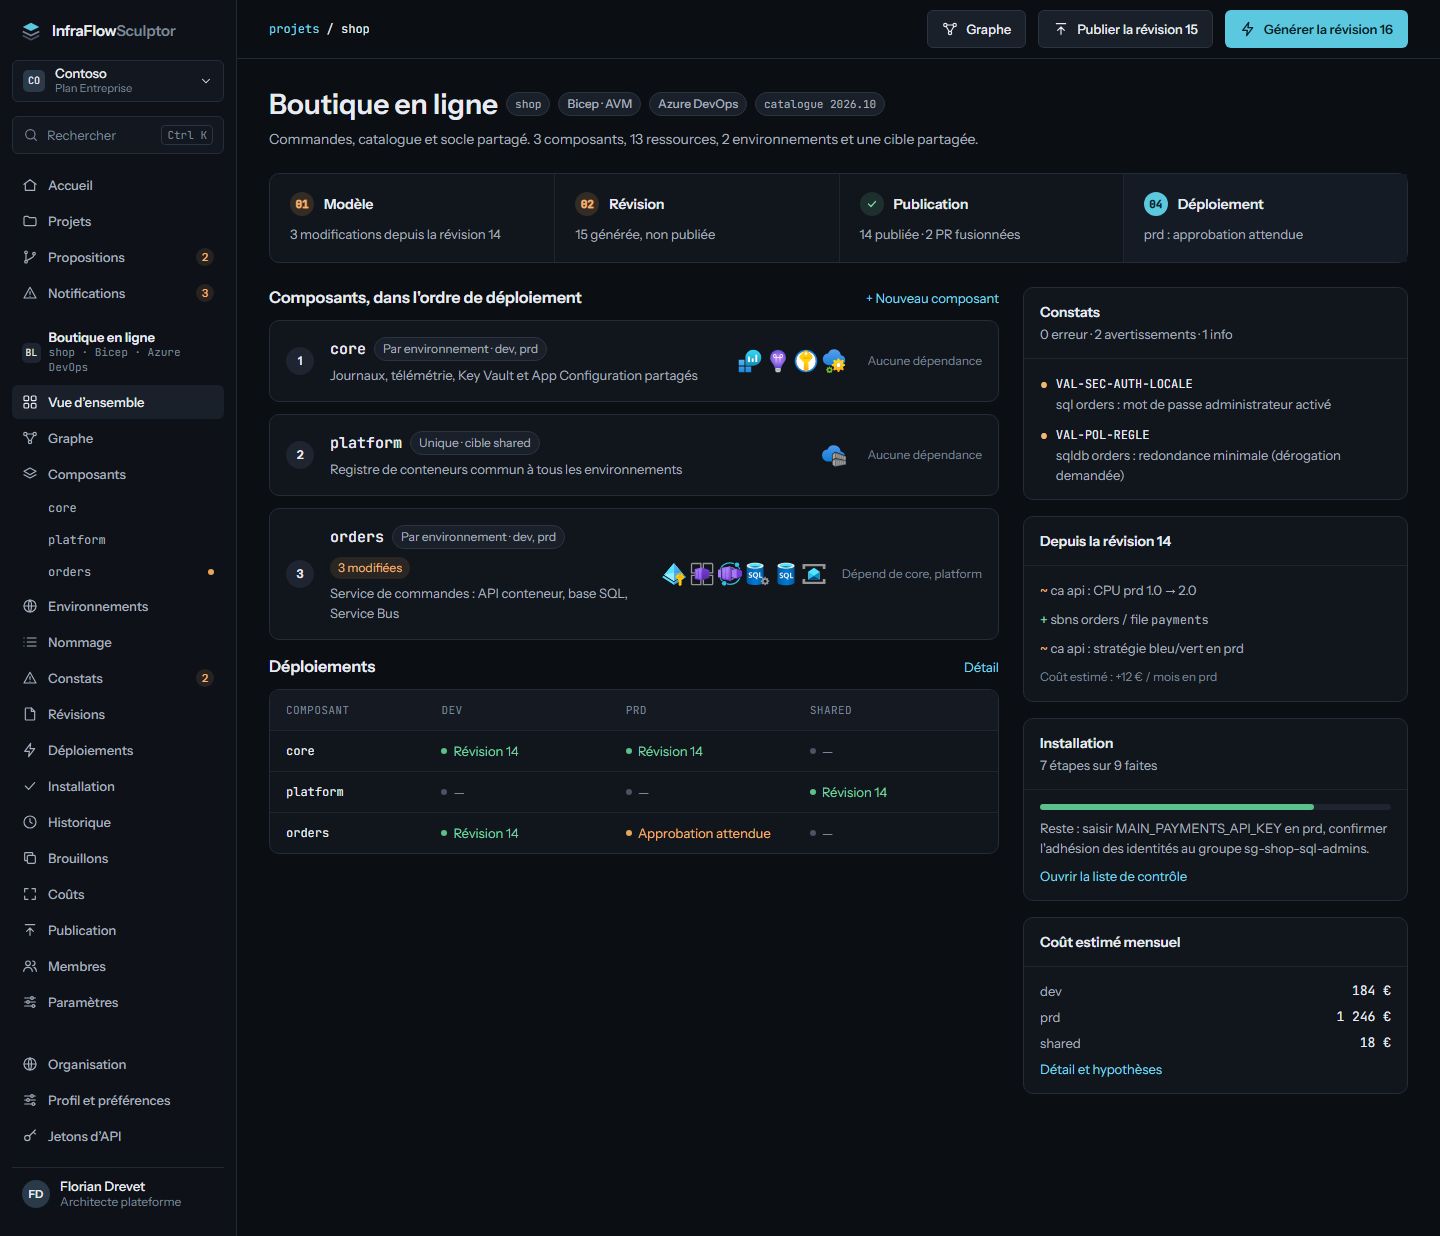 InfraFlowSculptor
CO
Contoso
Plan Entreprise
Rechercher
Ctrl K
Accueil
Projets
Propositions 2
Notifications 3
BL
Boutique en ligne
shop · Bicep · Azure
DevOps
Vue d'ensemble
Graphe
Composants
core
platform
orders
Environnements
Nommage
Constats 2
Révisions
Déploiements
Installation
Historique
Brouillons
Coûts
Publication
Membres
Paramètres
Organisation
Profil et préférences
Jetons d'API
FD
Florian Drevet
Architecte plateforme
projets / shop
Graphe
Publier la révision 15
Générer la révision 16
Boutique en ligne shop Bicep · AVM Azure DevOps catalogue 2026.10
Commandes, catalogue et socle partagé. 3 composants, 13 ressources, 2 environnements et une cible partagée.
01 Modèle
3 modifications depuis la révision 14
02 Révision
15 générée, non publiée
Publication
14 publiée · 2 PR fusionnées
04 Déploiement
prd : approbation attendue
Composants, dans l'ordre de déploiement
+ Nouveau composant
1
core Par environnement · dev, prd
Journaux, télémétrie, Key Vault et App Configuration partagés
Aucune dépendance
2
platform Unique · cible shared
Registre de conteneurs commun à tous les environnements
Aucune dépendance
3
orders Par environnement · dev, prd
3 modifiées
Service de commandes : API conteneur, base SQL,
Service Bus
SQL
SQL
Dépend de core, platform
Déploiements
Détail
COMPOSANT DEV PRD SHARED
core Révision 14 Révision 14 —
platform — — Révision 14
orders Révision 14 Approbation attendue —
Constats
0 erreur · 2 avertissements · 1 info
VAL-SEC-AUTH-LOCALE
sql orders : mot de passe administrateur activé
VAL-POL-REGLE
sqldb orders : redondance minimale (dérogation
demandée)
Depuis la révision 14
~ ca api : CPU prd 1.0 → 2.0
+ sbns orders / file payments
~ ca api : stratégie bleu/vert en prd
Coût estimé : +12 € / mois en prd
Installation
7 étapes sur 9 faites
Reste : saisir MAIN_PAYMENTS_API_KEY en prd, confirmer
l'adhésion des identités au groupe sg-shop-sql-admins.
Ouvrir la liste de contrôle
Coût estimé mensuel
dev 184 €
prd 1 246 €
shared 18 €
Détail et hypothèses